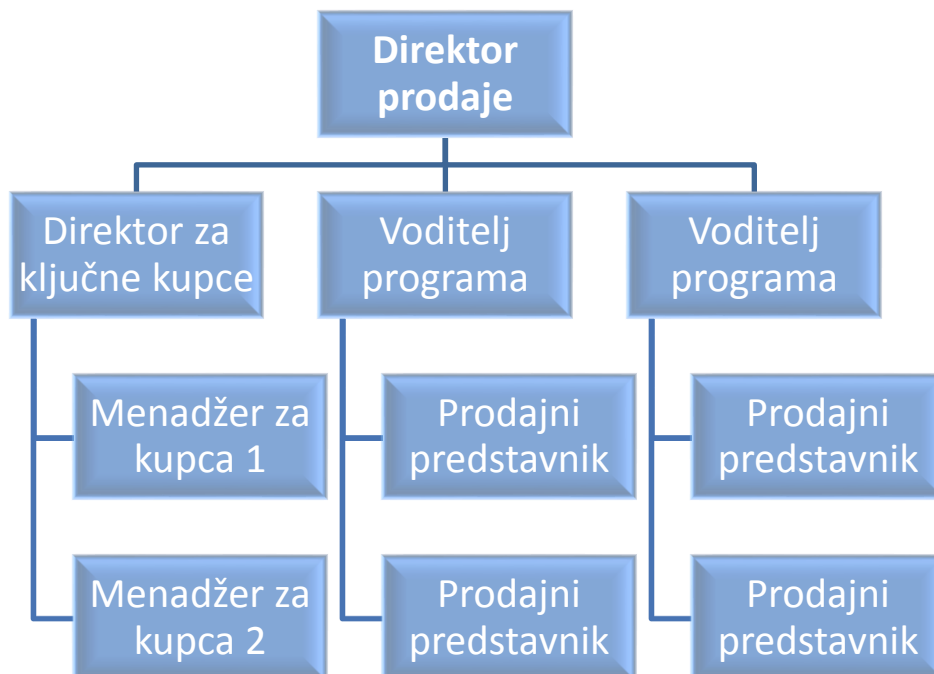 Direktor
prodaje
Direktor za
ključne kupce
Voditelj
programa
Voditelj
programa
Menadžer za
kupca 1
Prodajni
predstavnik
Prodajni
predstavnik
Menadžer za
kupca 2
Prodajni
predstavnik
Prodajni
predstavnik